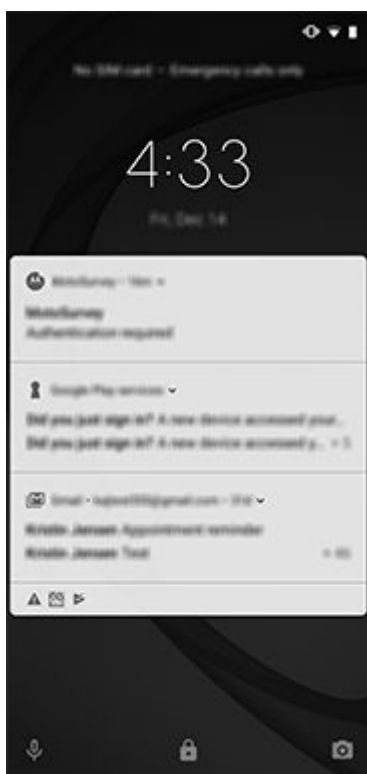 No SIM card – Emergency calls only
4:33
Fri, Dec 14
MotoSurvey
Authentication required
Google Play services
Did you just sign in? A new device accessed your..
Did you just sign in? A new device accessed y..
Gmail
Kristin Jensen Appointment reminder
Kristin Jensen Test